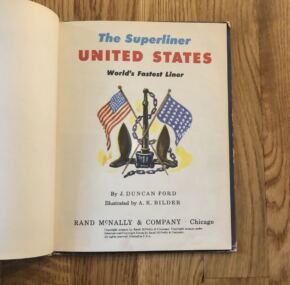 The Superliner
UNITED STATES
World's Fastest Liner
By J. DUNCAN FORD
Illustrated by A. K. BILDER
RAND McNALLY & COMPANY · Chicago